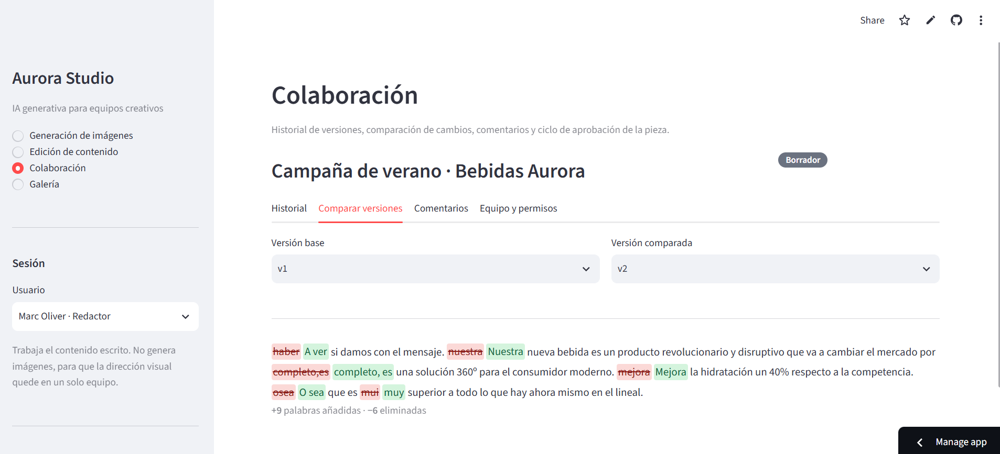 Share
Aurora Studio
IA generativa para equipos creativos
Generación de imágenes
Edición de contenido
Colaboración
Galería
Sesión
Usuario
Marc Oliver · Redactor
Trabaja el contenido escrito. No genera
imágenes, para que la dirección visual
quede en un solo equipo.
Colaboración
Historial de versiones, comparación de cambios, comentarios y ciclo de aprobación de la pieza.
Borrador
Campaña de verano · Bebidas Aurora
Historial Comparar versiones Comentarios Equipo y permisos
Versión base Versión comparada
v1 v2
haber A ver si damos con el mensaje. nuestra Nuestra nueva bebida es un producto revolucionario y disruptivo que va a cambiar el mercado por
completo,es completo, es una solución 360º para el consumidor moderno. mejora Mejora la hidratación un 40% respecto a la competencia.
osea O sea que es mui muy superior a todo lo que hay ahora mismo en el lineal.
+9 palabras añadidas · −6 eliminadas
Manage app